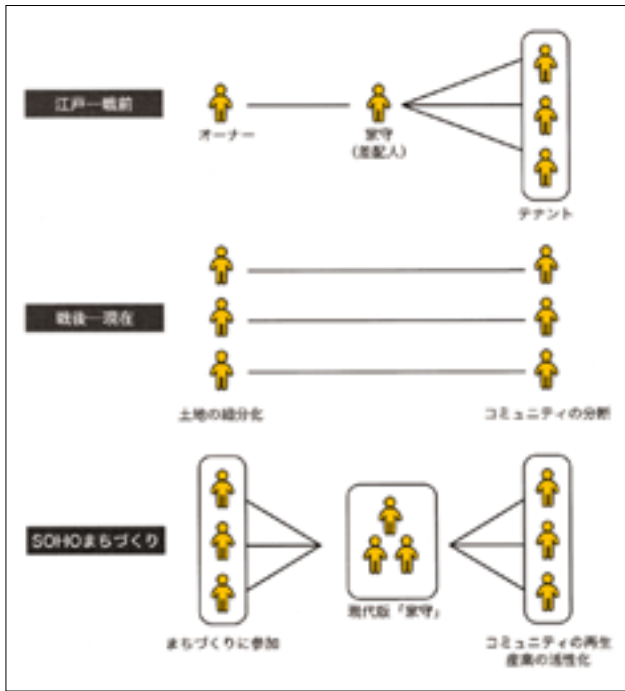 江戸―戦前
オーナー
家守
(差配人)
テナント
戦後―現在
土地の細分化
コミュニティの分断
SOHOまちづくり
まちづくりに参加
現代版「家守」
コミュニティの再生
産業の活性化